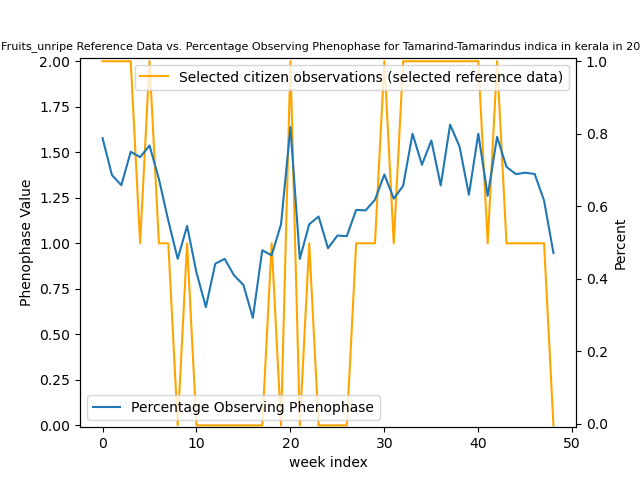 Fruits_unripe Reference Data vs. Percentage Observing Phenophase for Tamarind-Tamarindus indica in kerala in 20
Selected citizen observations (selected reference data)
Percentage Observing Phenophase
Phenophase Value
2.00
1.75
1.50
1.25
1.00
0.75
0.50
0.25
0.00
1.0
0.8
0.6
0.4
0.2
0.0
Percent
0 10 20 30 40 50
week index